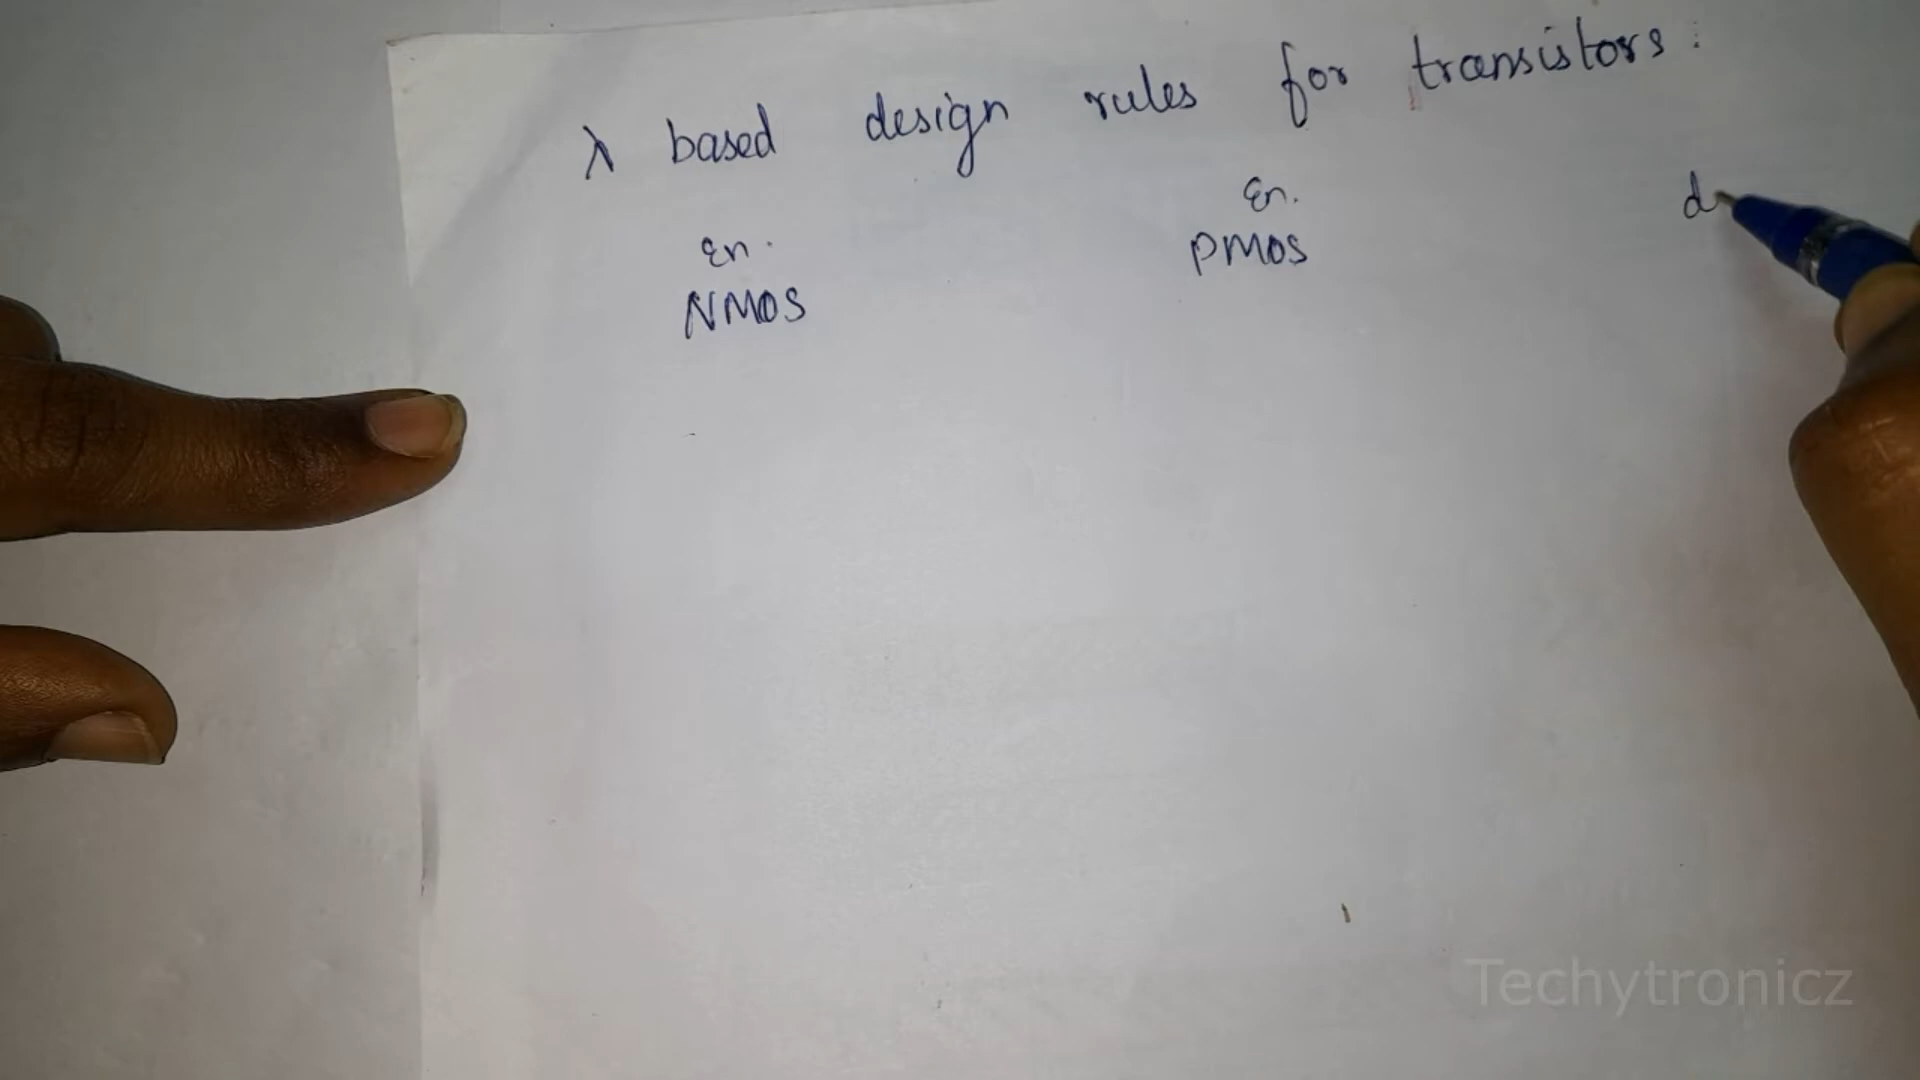 λ based design rules for transistors :
En. En. d
NMOS PMOS
Techytronicz